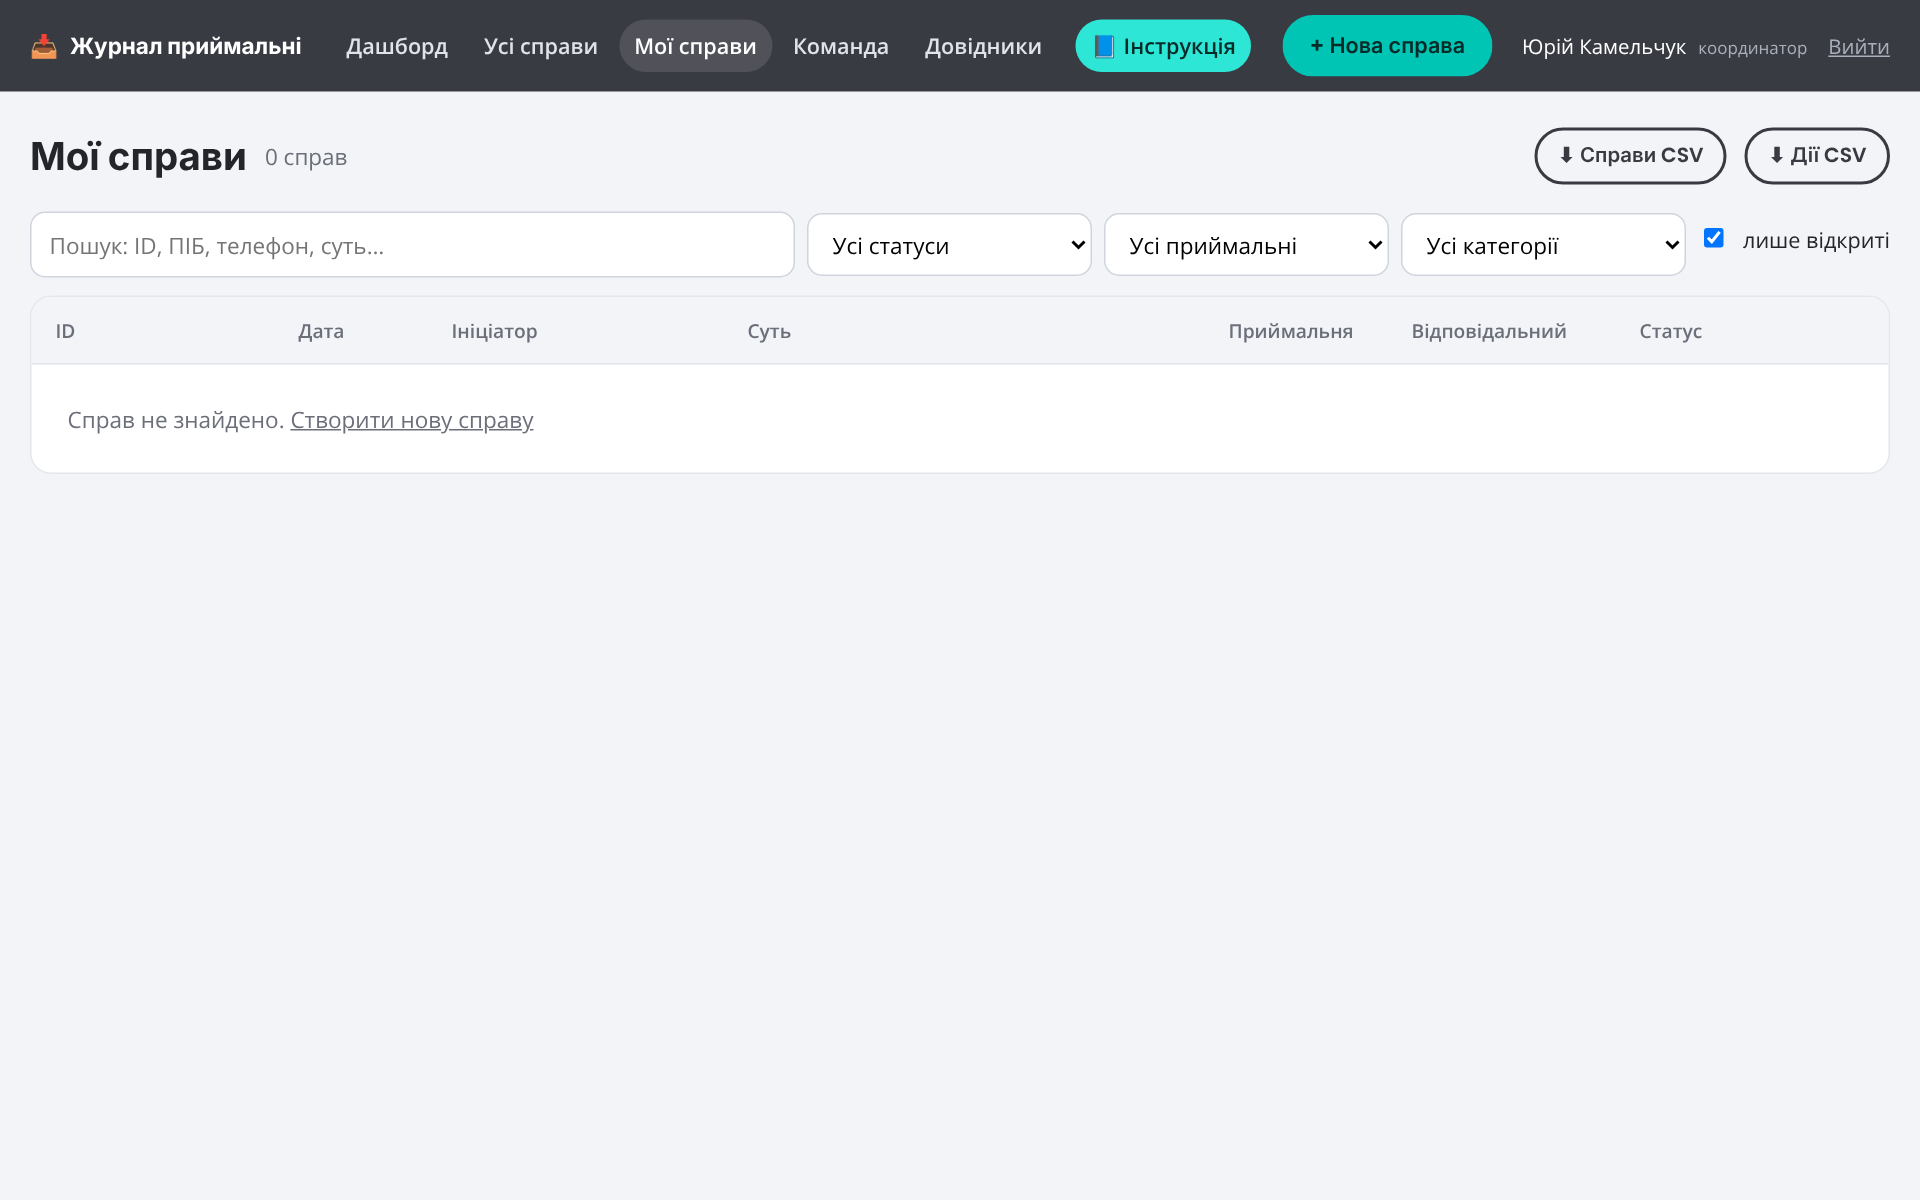 Журнал приймальні Дашборд Усі справи Мої справи Команда Довідники Інструкція + Нова справа Юрій Камельчук координатор Вийти
Мої справи 0 справ ⬇ Справи CSV ⬇ Дії CSV
Пошук: ID, ПІБ, телефон, суть... Усі статуси Усі приймальні Усі категорії лише відкриті
ID Дата Ініціатор Суть Приймальня Відповідальний Статус
Справ не знайдено. Створити нову справу